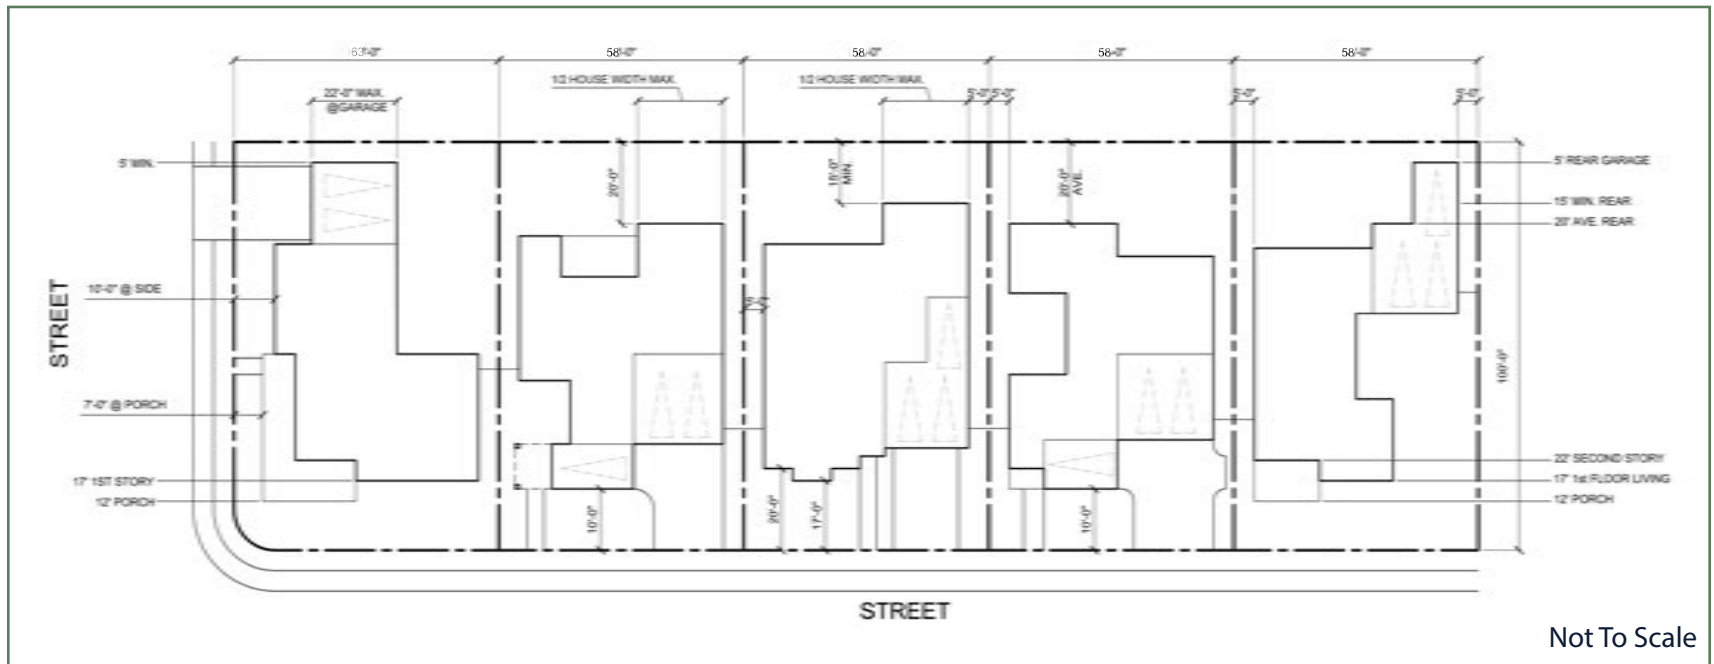 63'-0" 58'-0" 58'-0" 58'-0" 58'-0"
1/2 HOUSE WIDTH MAX. 1/2 HOUSE WIDTH MAX.
22'-0" MAX.
@GARAGE
5'-0" 5'-0" 5'-0" 5'-0"
5' MIN.
5' REAR GARAGE
20'-0"
15'-0"
MIN.
20'-0"
AVE.
15' MIN. REAR
20' AVE. REAR
10'-0" @ SIDE
STREET
100'-0"
7'-0" @ PORCH
22' SECOND STORY
17' 1ST STORY
17' 1st FLOOR LIVING
12' PORCH
12' PORCH
10'-0"
20'-0"
17'-0"
10'-0"
STREET
Not To Scale